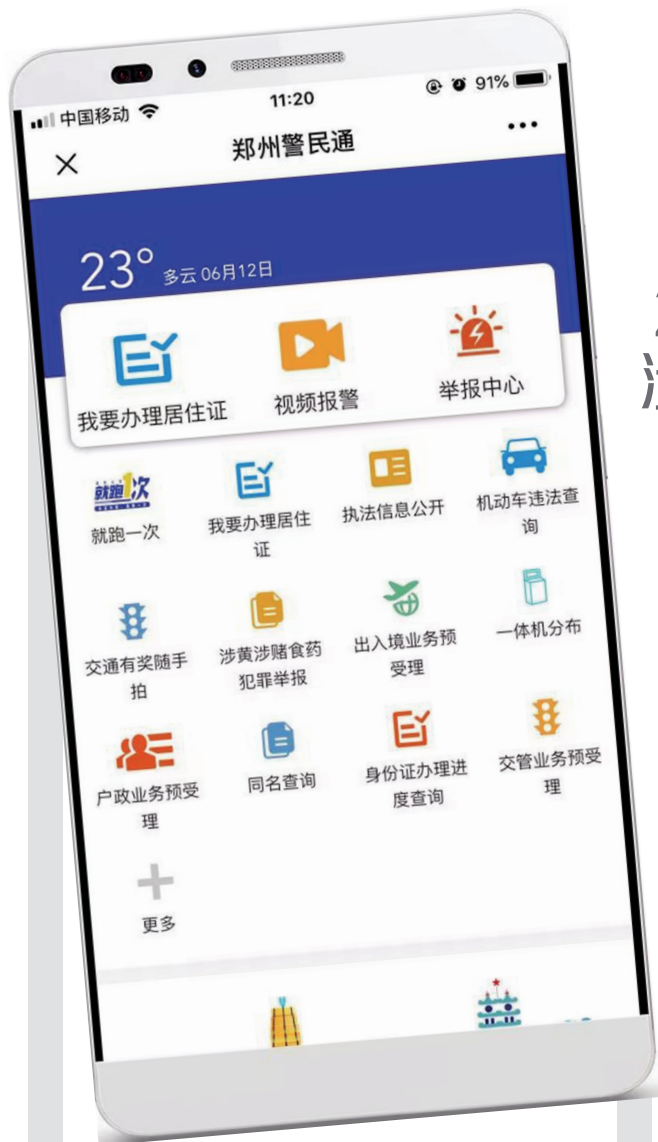 中国移动 11:20 91%
郑州警民通
23° 多云 06月12日
我要办理居住证 视频报警 举报中心
就跑1次
就跑一次 我要办理居住 执法信息公开 机动车违法查
证 询
交通有奖随手 涉黄涉赌食药 出入境业务预 一体机分布
拍 犯罪举报 受理
户政业务预受 同名查询 身份证办理进 交管业务预受
理 度查询 理
更多